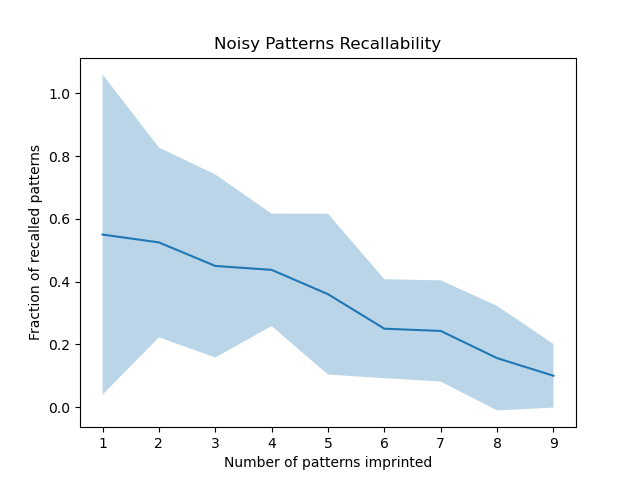 Noisy Patterns Recallability
Fraction of recalled patterns
1.0
0.8
0.6
0.4
0.2
0.0
1 2 3 4 5 6 7 8 9
Number of patterns imprinted